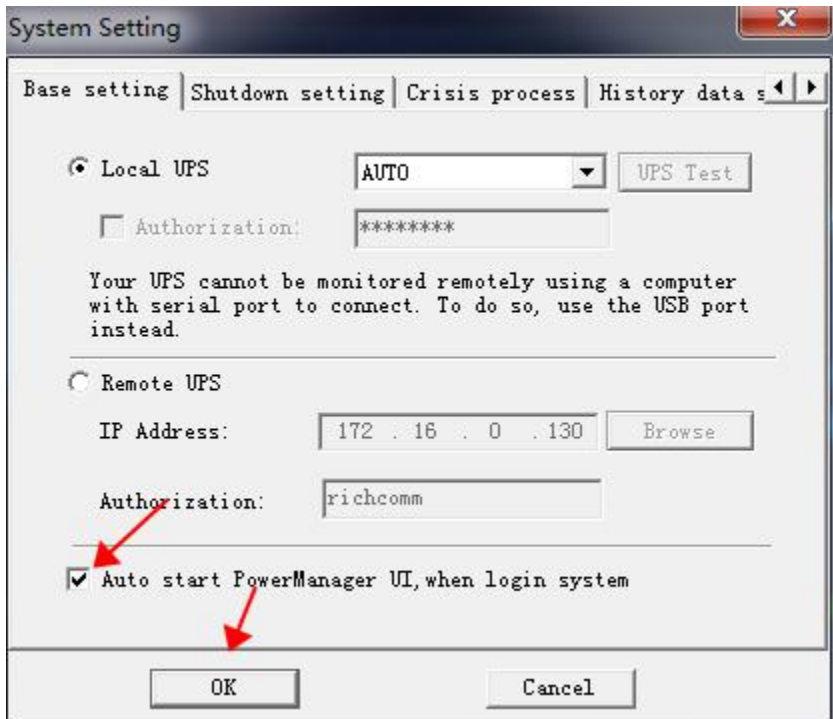 System Setting
Base setting Shutdown setting Crisis process History data s
Local UPS AUTO UPS Test
Authorization: ********
Your UPS cannot be monitored remotely using a computer
with serial port to connect. To do so, use the USB port
instead.
Remote UPS
IP Address: 172 . 16 . 0 .130 Browse
Authorization: richcomm
Auto start PowerManager UI,when login system
OK Cancel